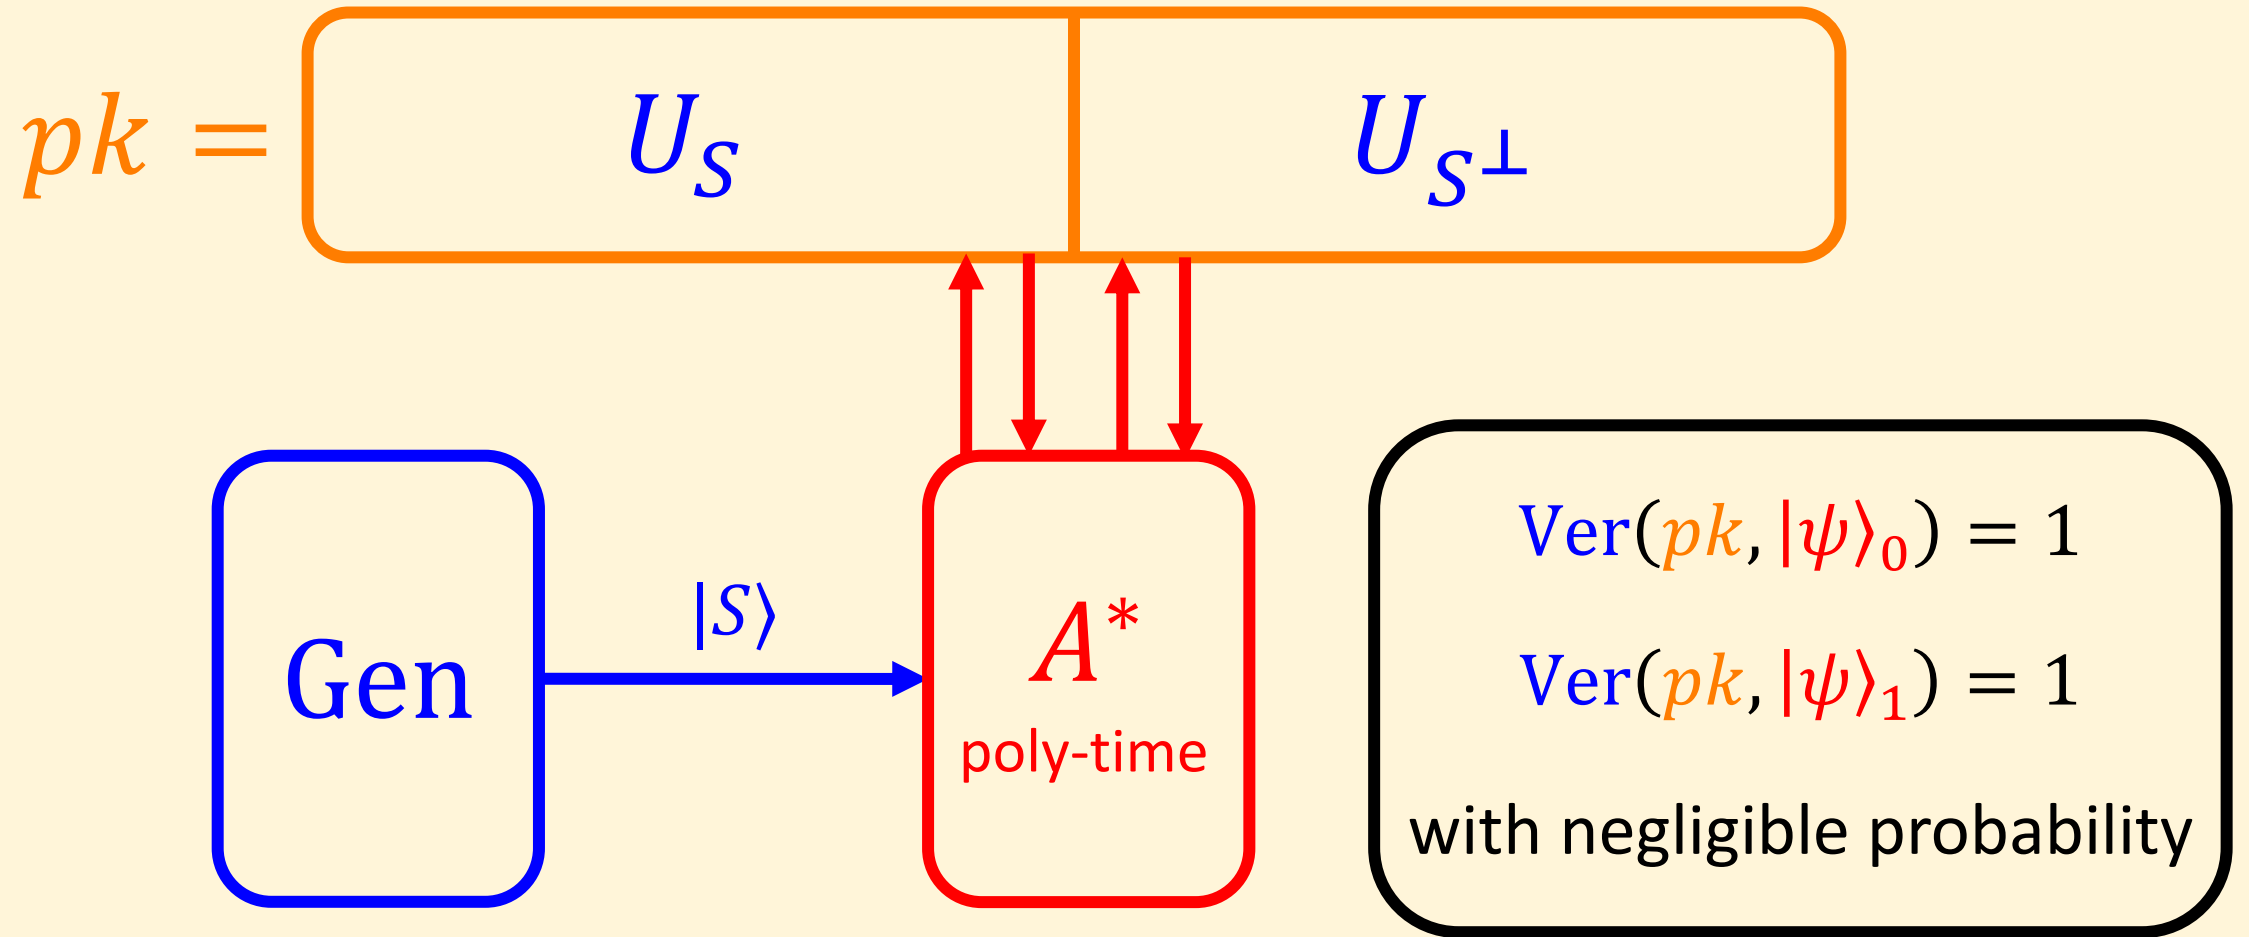 pk = U_S U_{S^⊥}
Gen
|S⟩
A*
poly-time
Ver(pk, |ψ⟩₀) = 1
Ver(pk, |ψ⟩₁) = 1
with negligible probability